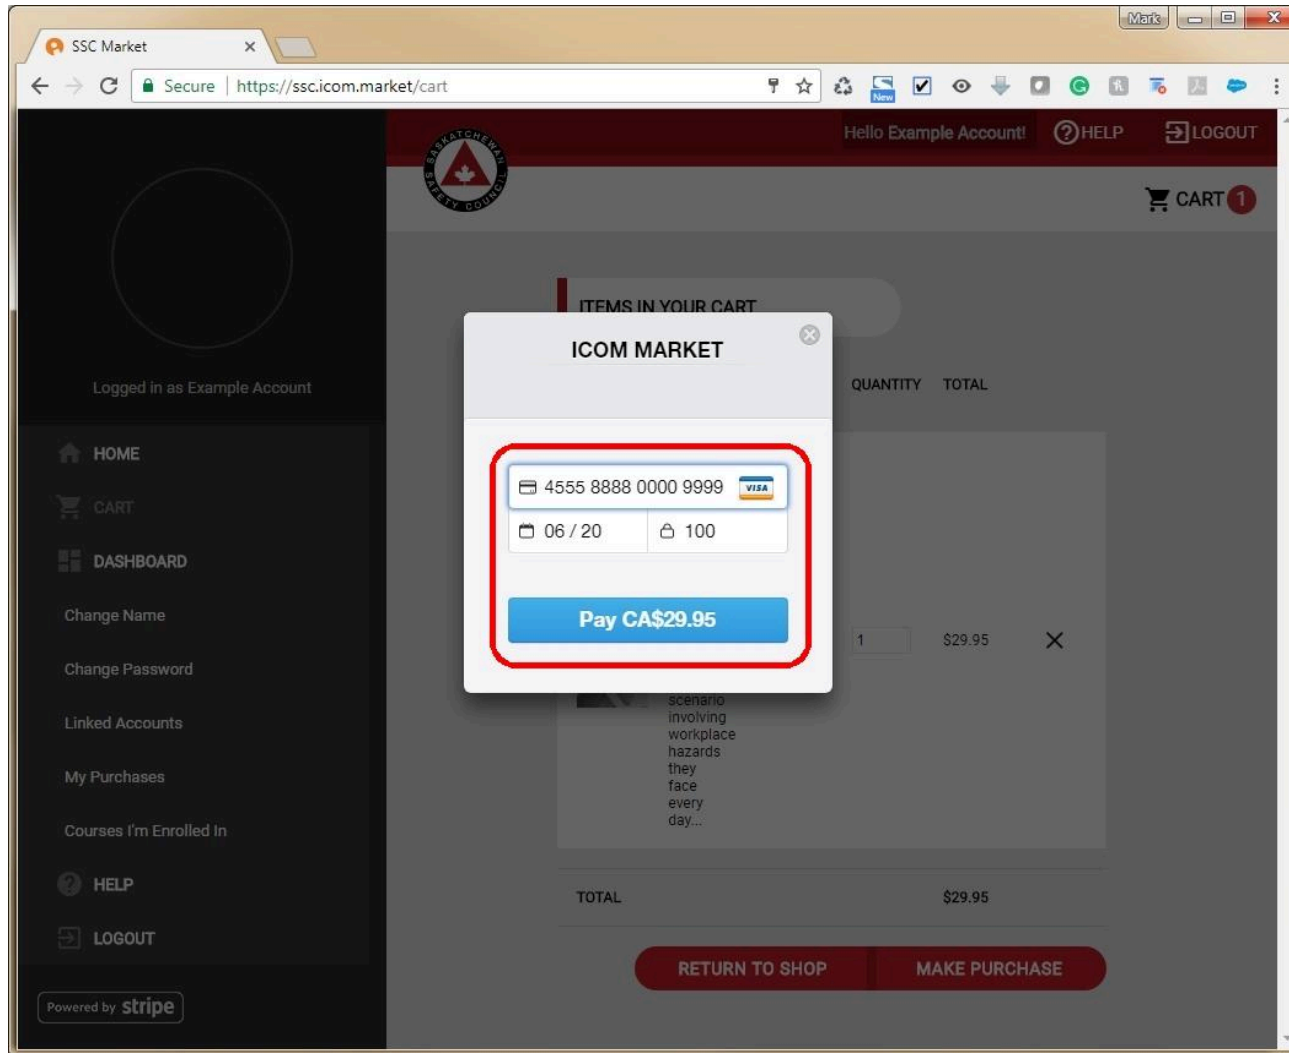 Mark
SSC Market
Secure | https://ssc.icom.market/cart
New
SASKATCHEWAN SAFETY COUNCIL
Hello Example Account!
HELP
LOGOUT
CART 1
ITEMS IN YOUR CART
ICOM MARKET
QUANTITY TOTAL
4555 8888 0000 9999 VISA
06 / 20 100
Pay CA$29.95
1 $29.95
scenario
involving
workplace
hazards
they
face
every
day...
TOTAL $29.95
RETURN TO SHOP MAKE PURCHASE
Logged in as Example Account
HOME
CART
DASHBOARD
Change Name
Change Password
Linked Accounts
My Purchases
Courses I'm Enrolled In
HELP
LOGOUT
Powered by stripe